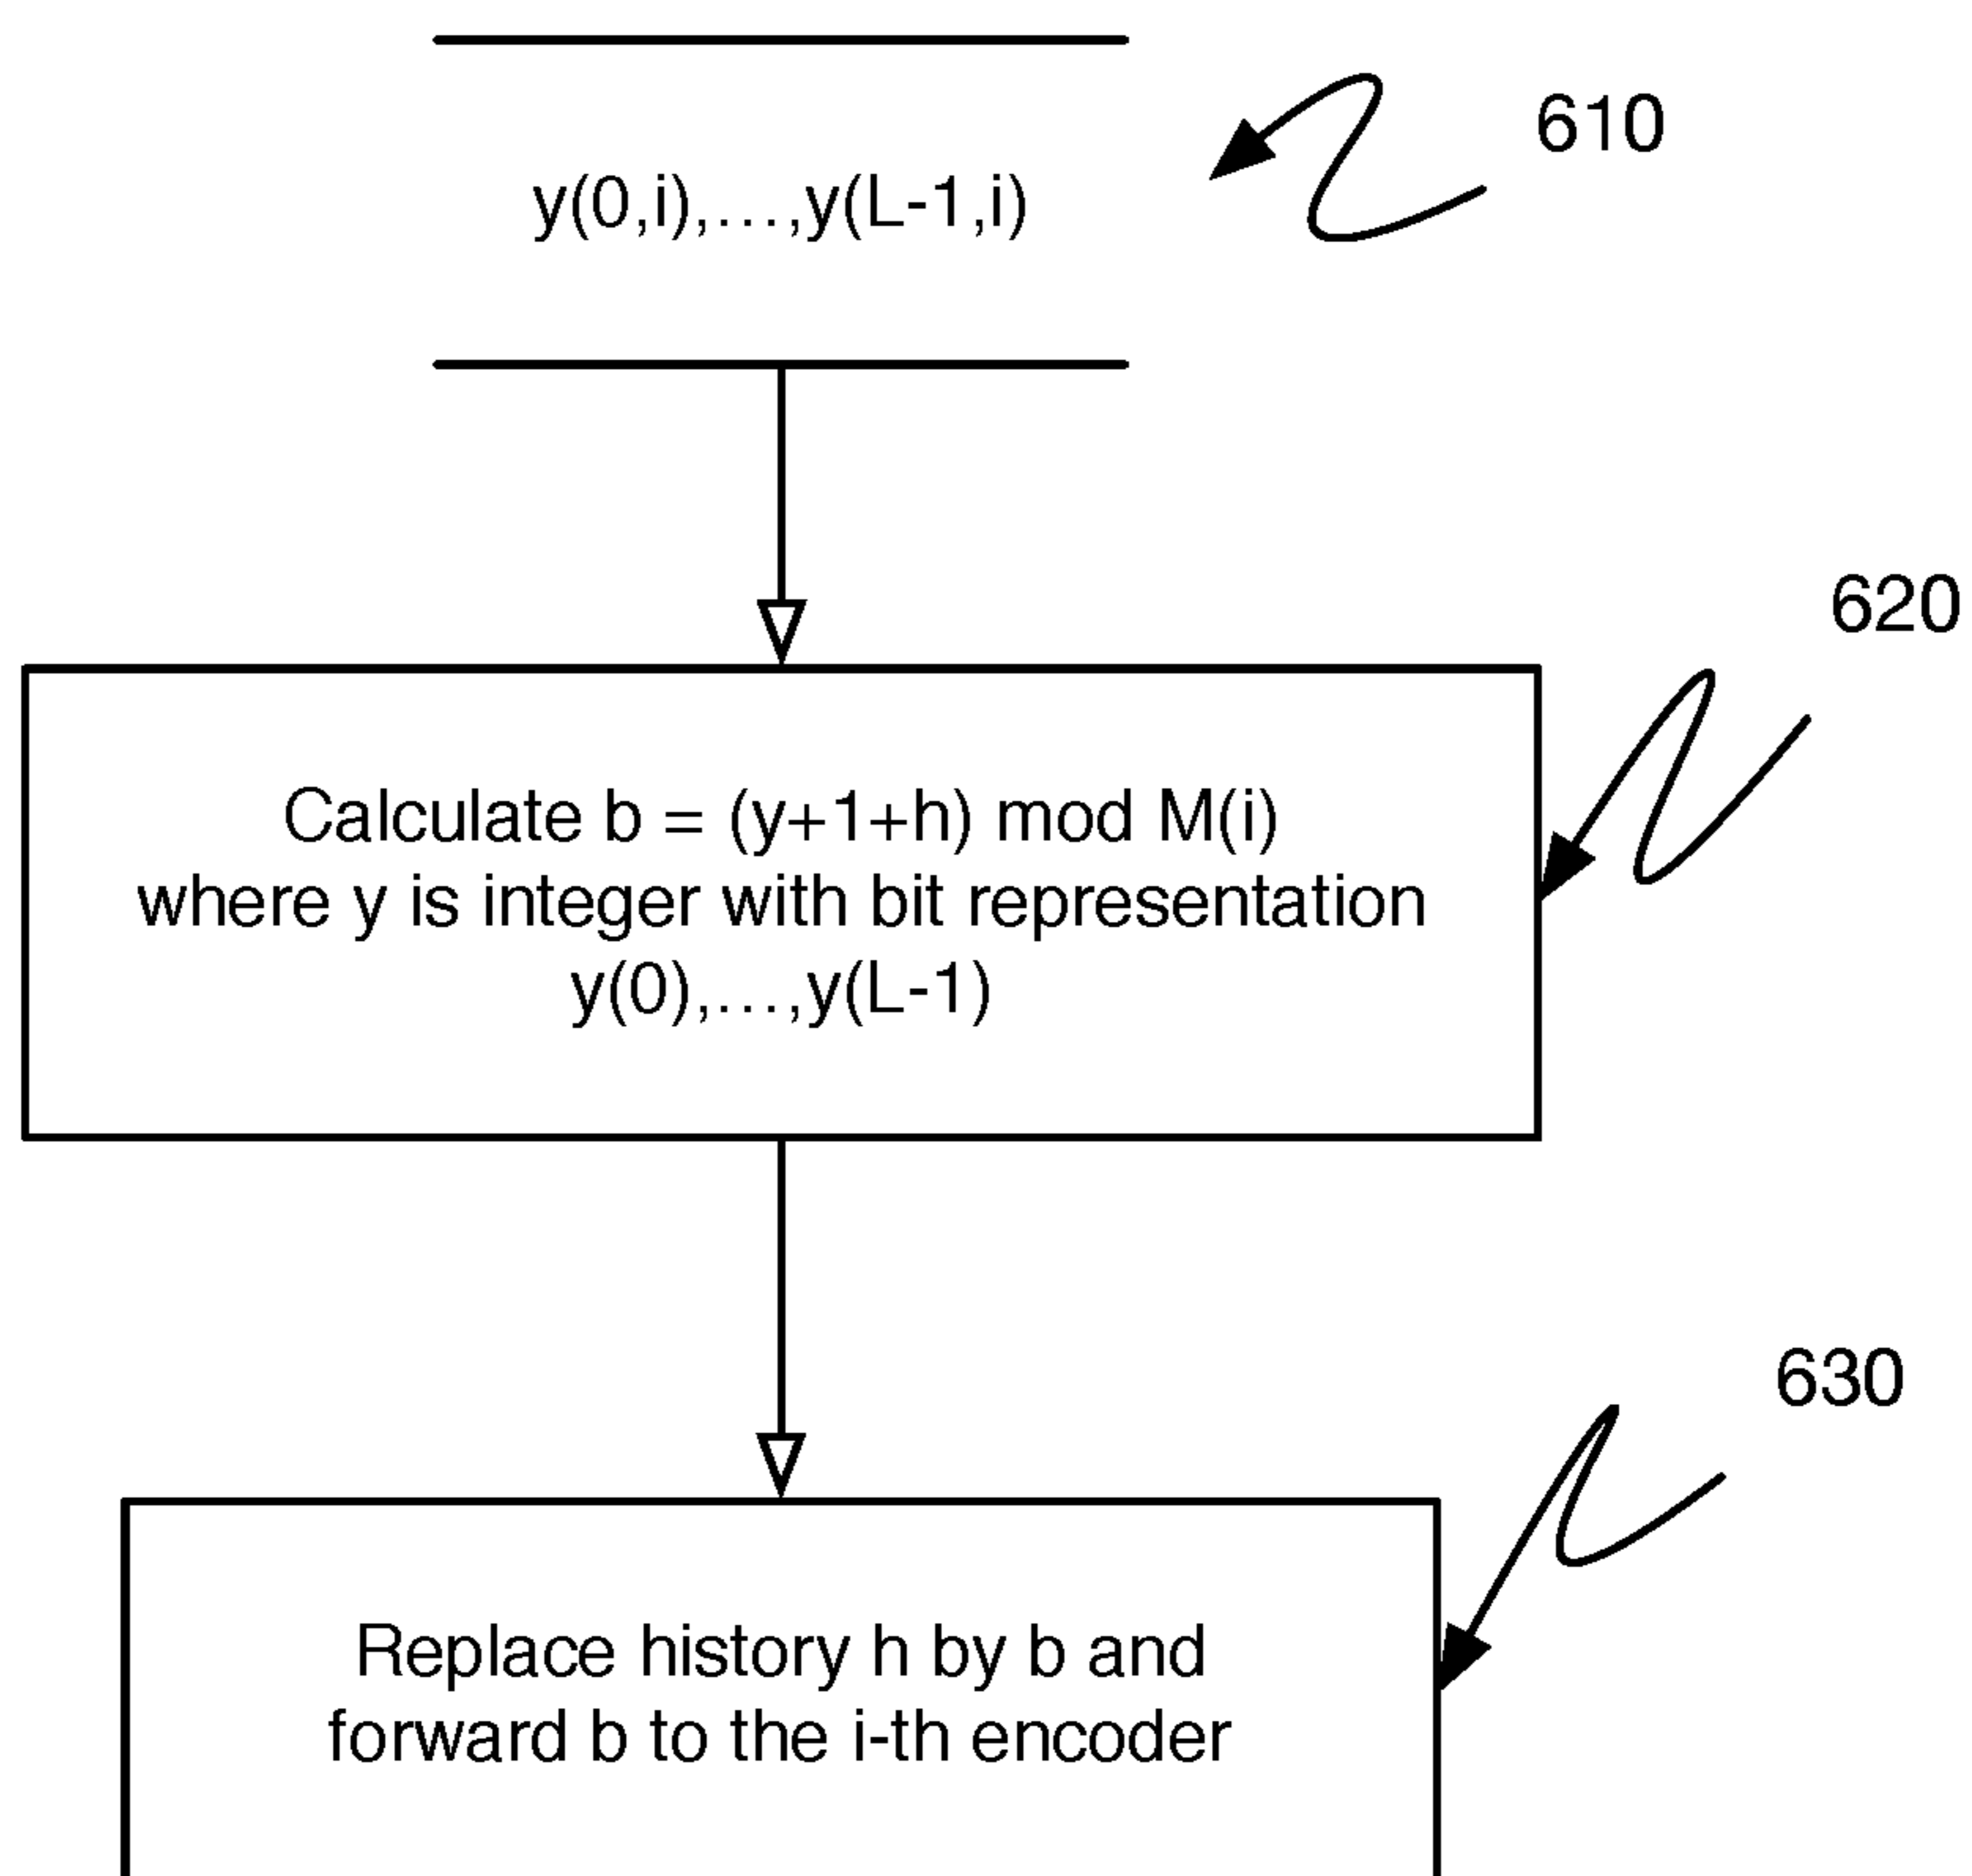 610
y(0,i),...,y(L-1,i)
620
Calculate b = (y+1+h) mod M(i)
where y is integer with bit representation
y(0),...,y(L-1)
630
Replace history h by b and
forward b to the i-th encoder